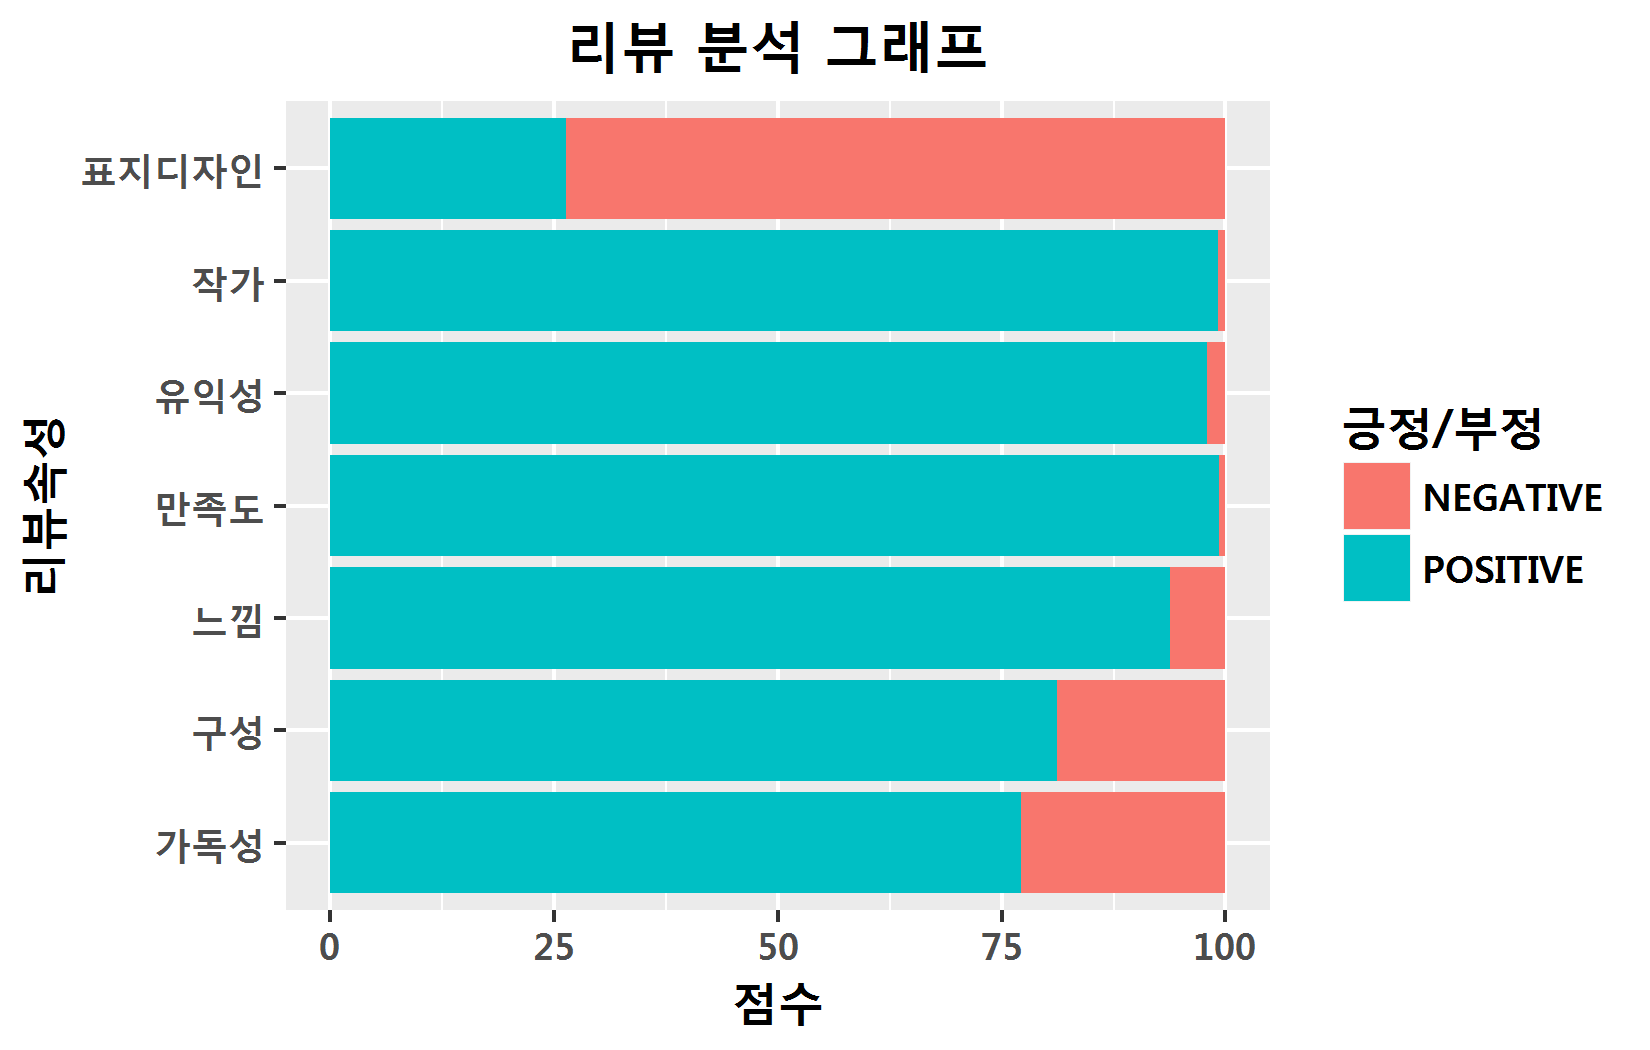 리뷰 분석 그래프
리뷰속성
표지디자인
작가
유익성
만족도
느낌
구성
가독성
0 25 50 75 100
점수
긍정/부정
NEGATIVE
POSITIVE